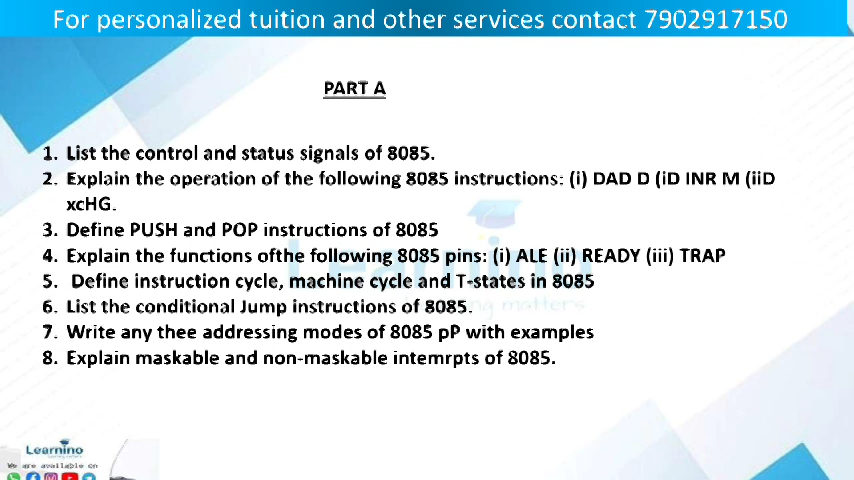 For personalized tuition and other services contact 7902917150
PART A
1. List the control and status signals of 8085.
2. Explain the operation of the following 8085 instructions: (i) DAD D (iD INR M (iiD
xcHG.
3. Define PUSH and POP instructions of 8085
4. Explain the functions ofthe following 8085 pins: (i) ALE (ii) READY (iii) TRAP
5. Define instruction cycle, machine cycle and T-states in 8085
6. List the conditional Jump instructions of 8085.
7. Write any thee addressing modes of 8085 pP with examples
8. Explain maskable and non-maskable intemrpts of 8085.
Learnino
We are available on